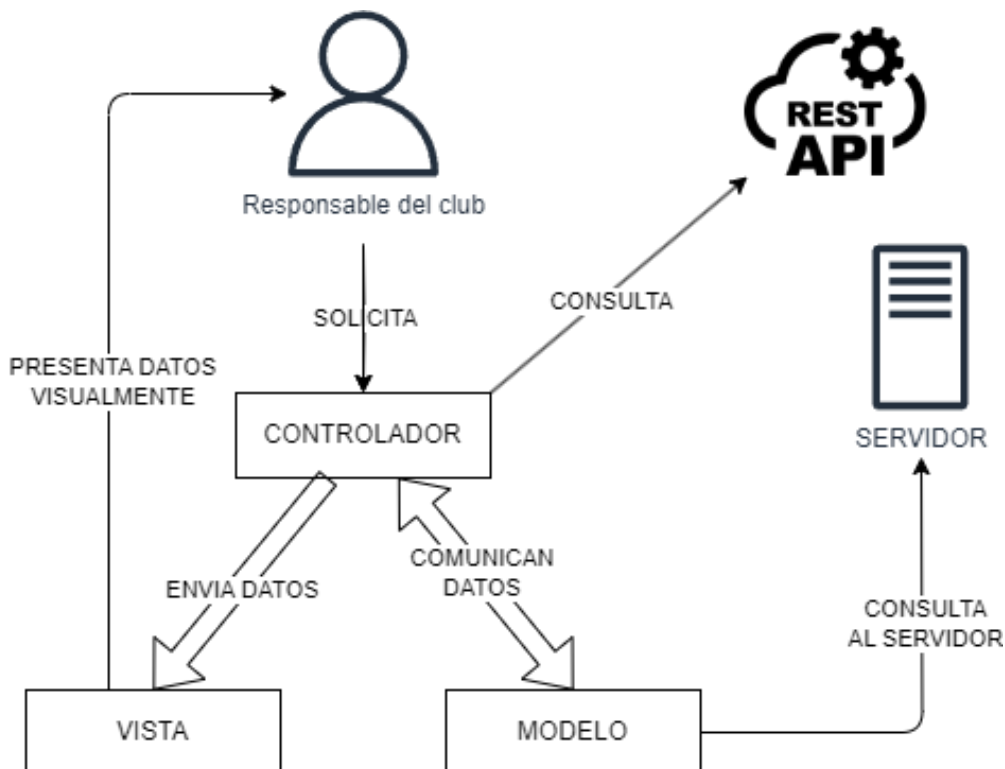 REST
API
Responsable del club
SOLICITA
CONSULTA
PRESENTA DATOS
VISUALMENTE
CONTROLADOR
SERVIDOR
ENVIA DATOS
COMUNICAN
DATOS
CONSULTA
AL SERVIDOR
VISTA
MODELO